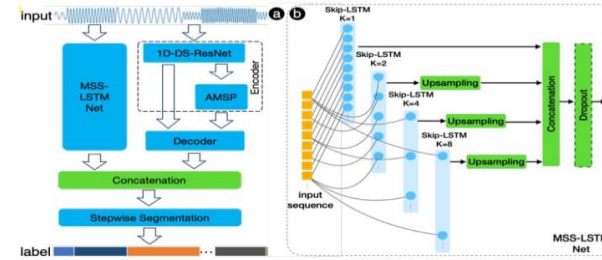 input
a
MSS-
LSTM
Net
1D-DS-ResNet
AMSP
Encoder
Decoder
Concatenation
Stepwise Segmentation
label
...
b
Skip-LSTM
K=1
Skip-LSTM
K=2
Skip-LSTM
K=4
Skip-LSTM
K=8
Upsampling
Upsampling
Upsampling
Concatenation
Dropout
input
sequence
MSS-LSTM
Net